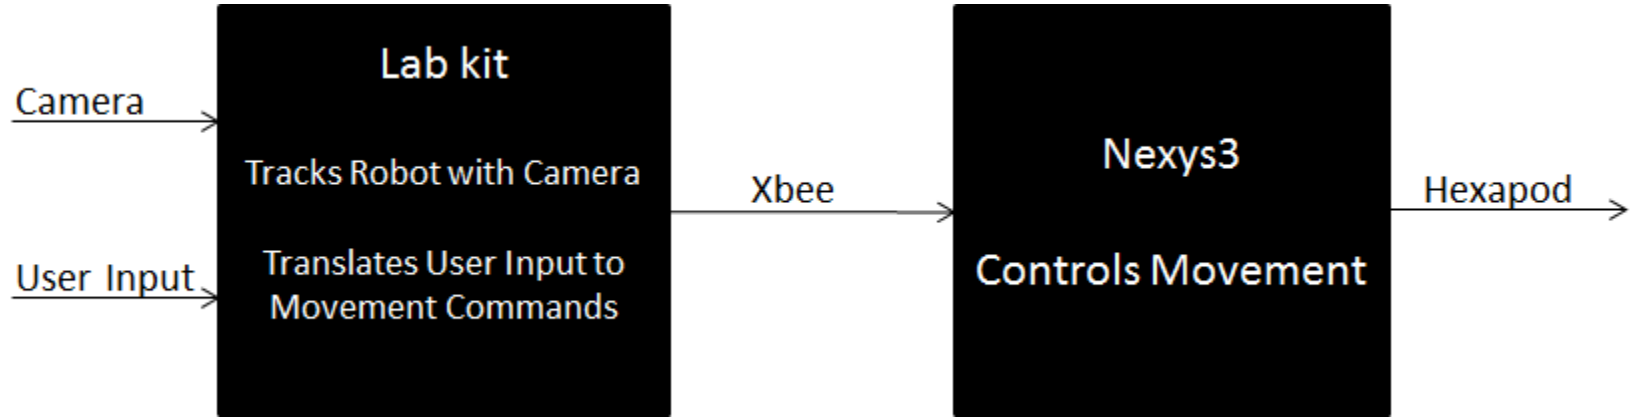 Camera
User Input
Lab kit
Tracks Robot with Camera
Translates User Input to
Movement Commands
Xbee
Nexys3
Controls Movement
Hexapod